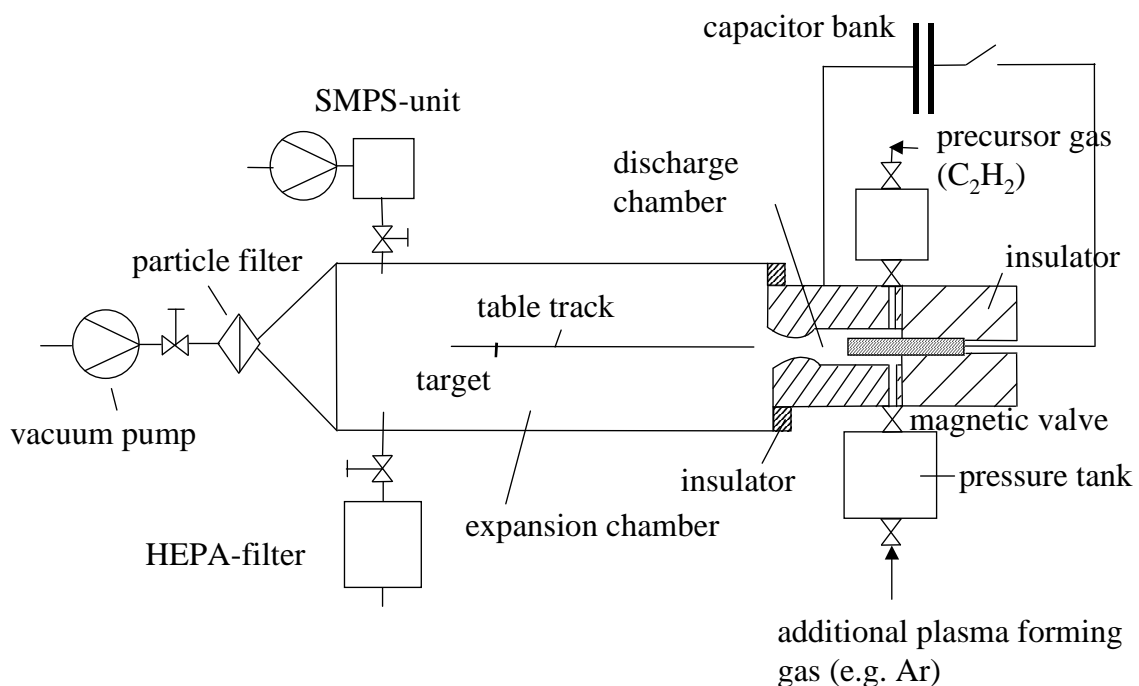 capacitor bank
SMPS-unit
precursor gas
(C₂H₂)
discharge
chamber
particle filter
insulator
table track
target
vacuum pump
magnetic valve
insulator
pressure tank
expansion chamber
HEPA-filter
additional plasma forming
gas (e.g. Ar)